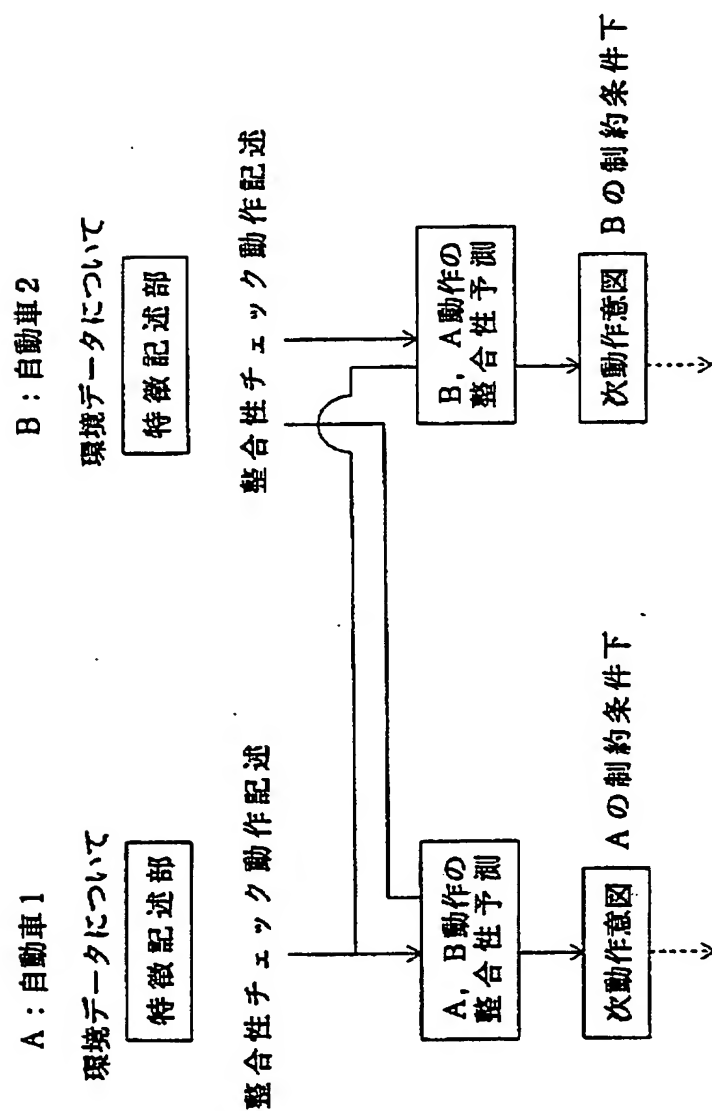 A:自動車1
環境データについて
特徴記述部
整合性チェック動作記述
A,B動作の
整合性予測
次動作意図
Aの制約条件下
B:自動車2
環境データについて
特徴記述部
整合性チェック動作記述
B,A動作の
整合性予測
次動作意図
Bの制約条件下